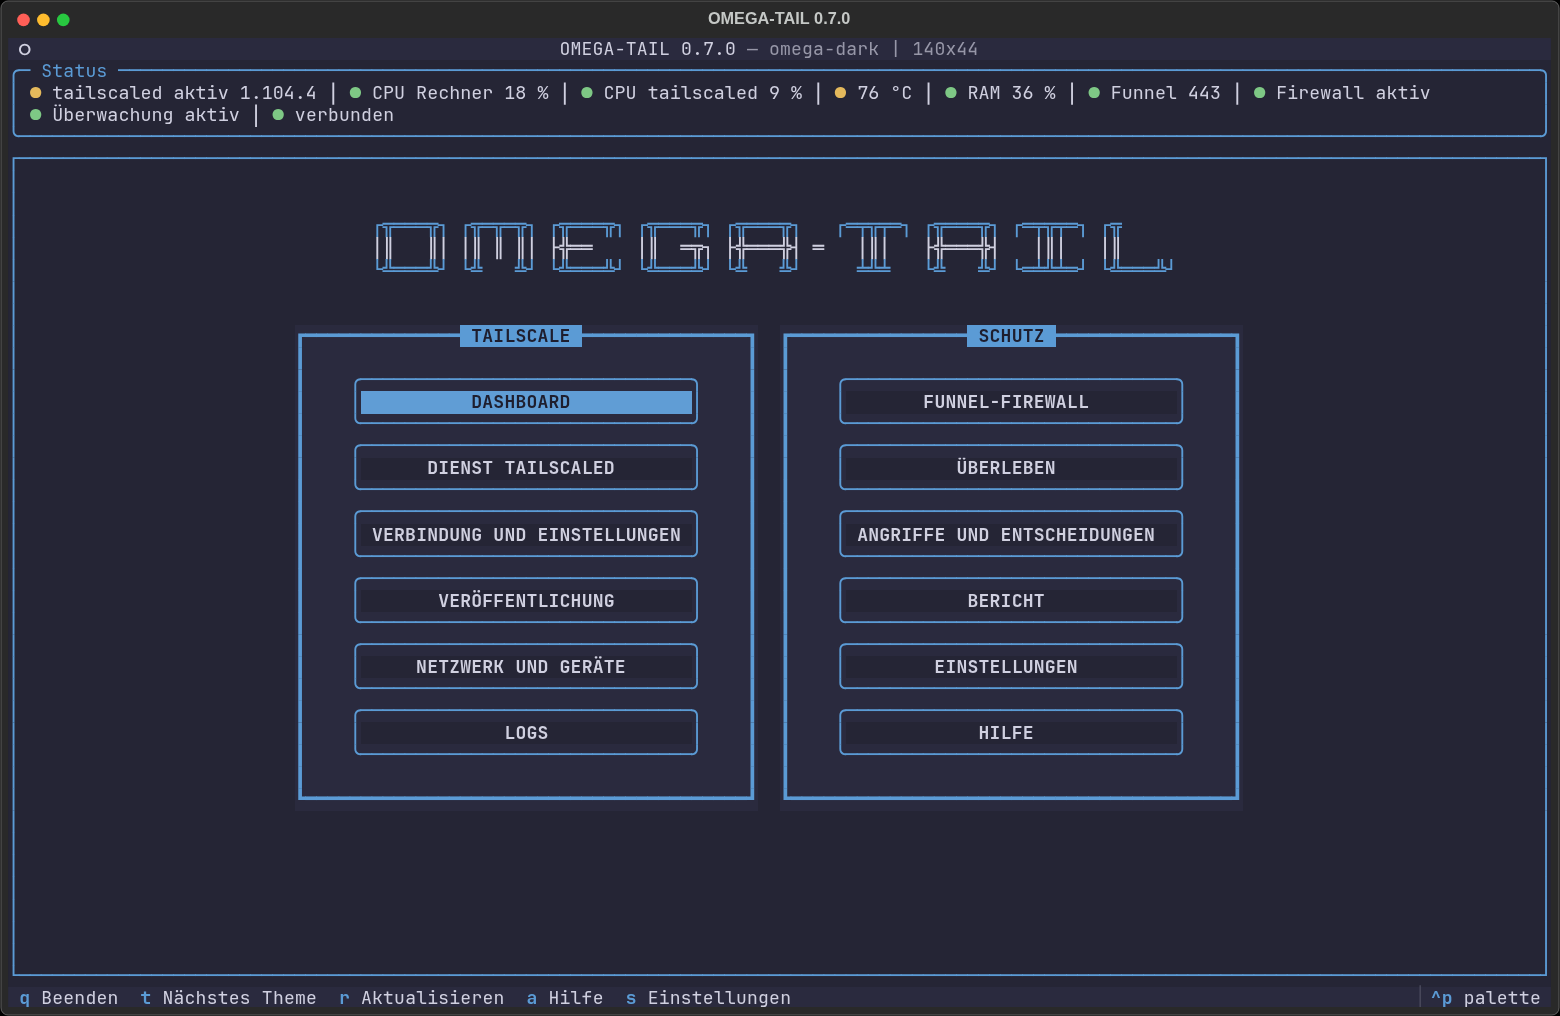 OMEGA-TAIL 0.7.0
OMEGA-TAIL 0.7.0 — omega-dark | 140x44
Status
tailscaled aktiv 1.104.4 | CPU Rechner 18 % | CPU tailscaled 9 % | 76 °C | RAM 36 % | Funnel 443 | Firewall aktiv
Überwachung aktiv | verbunden
OMEGA-TAIL
TAILSCALE
DASHBOARD
DIENST TAILSCALED
VERBINDUNG UND EINSTELLUNGEN
VERÖFFENTLICHUNG
NETZWERK UND GERÄTE
LOGS
SCHUTZ
FUNNEL-FIREWALL
ÜBERLEBEN
ANGRIFFE UND ENTSCHEIDUNGEN
BERICHT
EINSTELLUNGEN
HILFE
q Beenden t Nächstes Theme r Aktualisieren a Hilfe s Einstellungen ^p palette